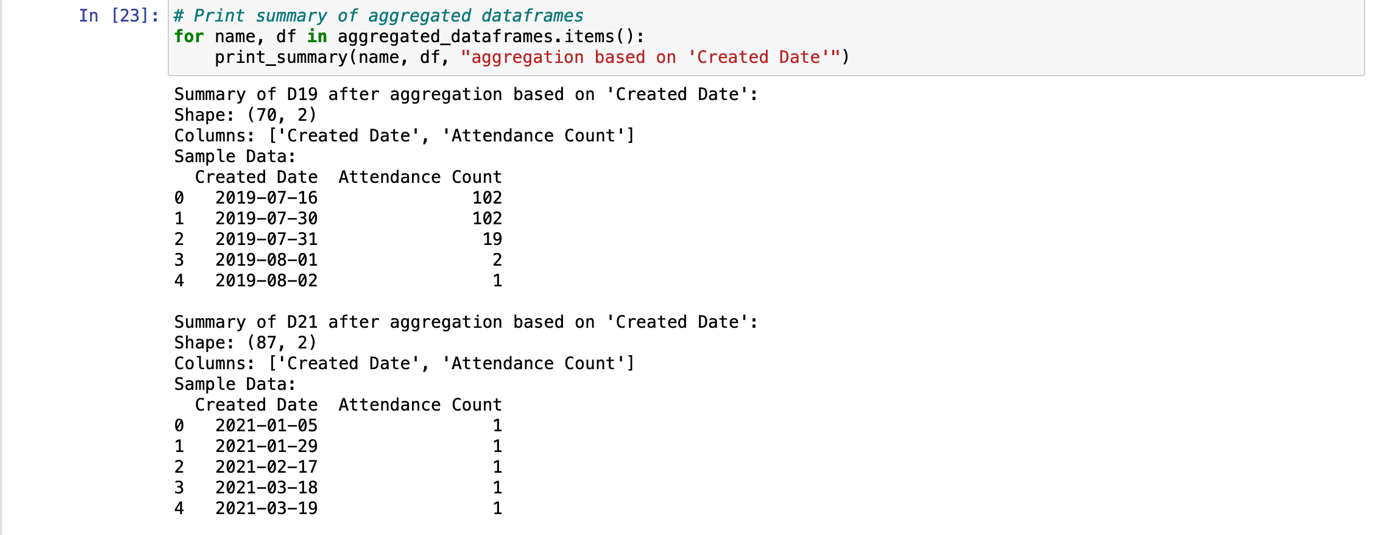 In [23]: # Print summary of aggregated dataframes
for name, df in aggregated_dataframes.items():
    print_summary(name, df, "aggregation based on 'Created Date'")
Summary of D19 after aggregation based on 'Created Date':
Shape: (70, 2)
Columns: ['Created Date', 'Attendance Count']
Sample Data:
  Created Date  Attendance Count
0   2019-07-16               102
1   2019-07-30               102
2   2019-07-31                19
3   2019-08-01                 2
4   2019-08-02                 1
Summary of D21 after aggregation based on 'Created Date':
Shape: (87, 2)
Columns: ['Created Date', 'Attendance Count']
Sample Data:
  Created Date  Attendance Count
0   2021-01-05                 1
1   2021-01-29                 1
2   2021-02-17                 1
3   2021-03-18                 1
4   2021-03-19                 1